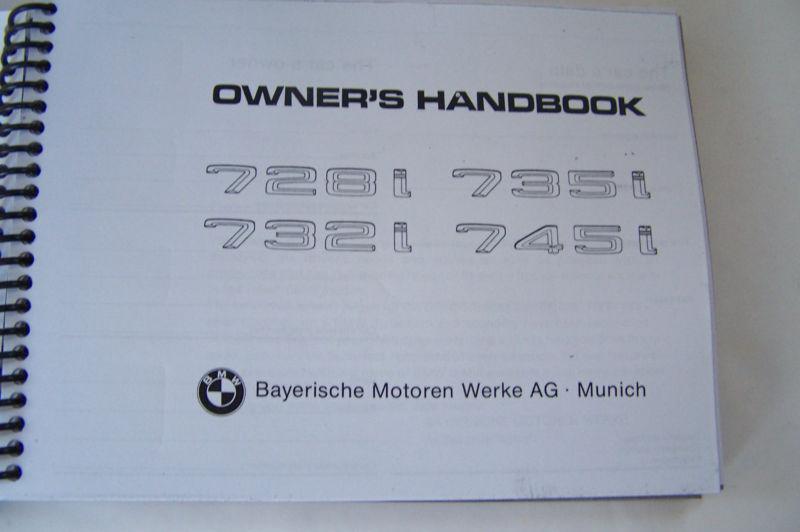 OWNER'S HANDBOOK
728i 735i
732i 745i
BMW
Bayerische Motoren Werke AG · Munich